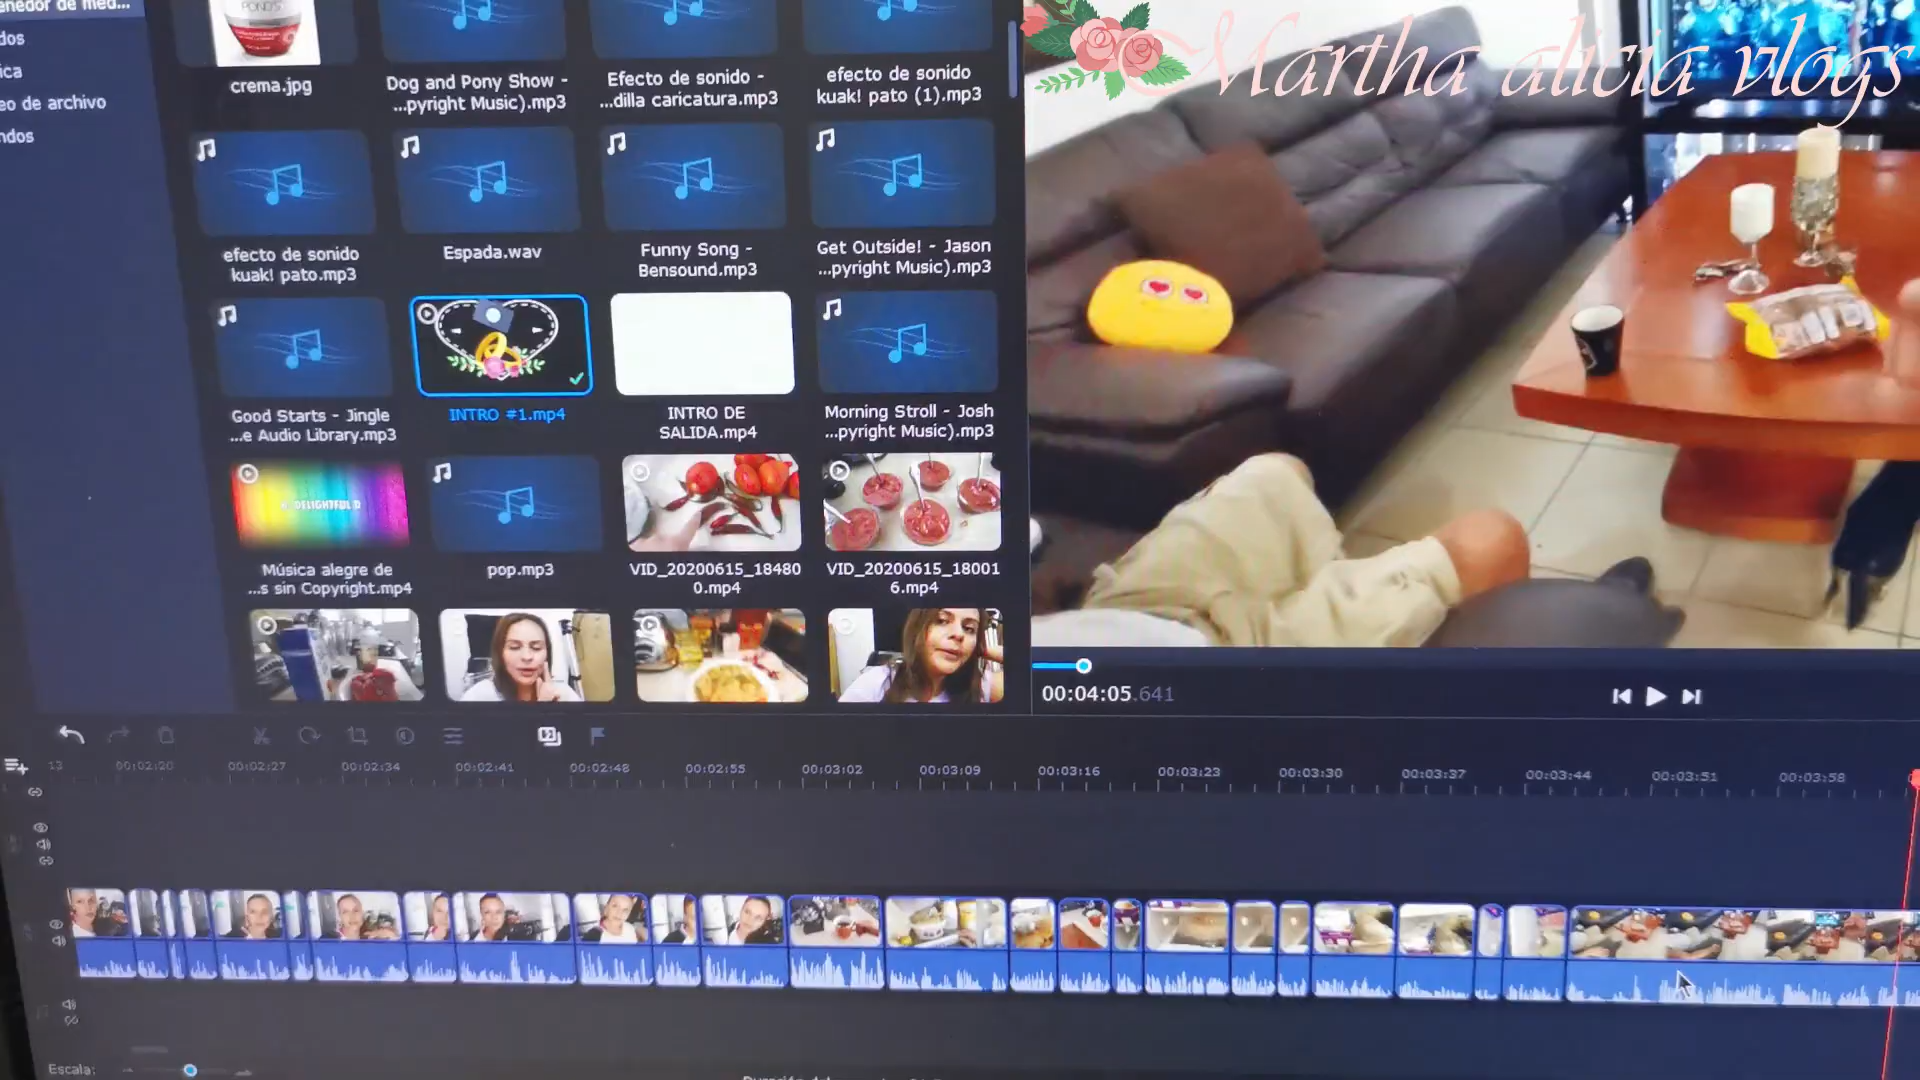 enedor de med...
dos
ica
eo de archivo
ndos
POND'S
crema.jpg
Dog and Pony Show -
...pyright Music).mp3
Efecto de sonido -
...dilla caricatura.mp3
efecto de sonido
kuak! pato (1).mp3
Martha alicia vlogs
efecto de sonido
kuak! pato.mp3
Espada.wav
Funny Song -
Bensound.mp3
Get Outside! - Jason
...pyright Music).mp3
Good Starts - Jingle
...e Audio Library.mp3
INTRO #1.mp4
INTRO DE
SALIDA.mp4
Morning Stroll - Josh
...pyright Music).mp3
DELIGHTFUL D
Música alegre de
...s sin Copyright.mp4
pop.mp3
VID_20200615_18480
0.mp4
VID_20200615_18001
6.mp4
00:04:05.641
13 00:02:20 00:02:27 00:02:34 00:02:41 00:02:48 00:02:55 00:03:02 00:03:09 00:03:16 00:03:23 00:03:30 00:03:37 00:03:44 00:03:51 00:03:58
Escala: